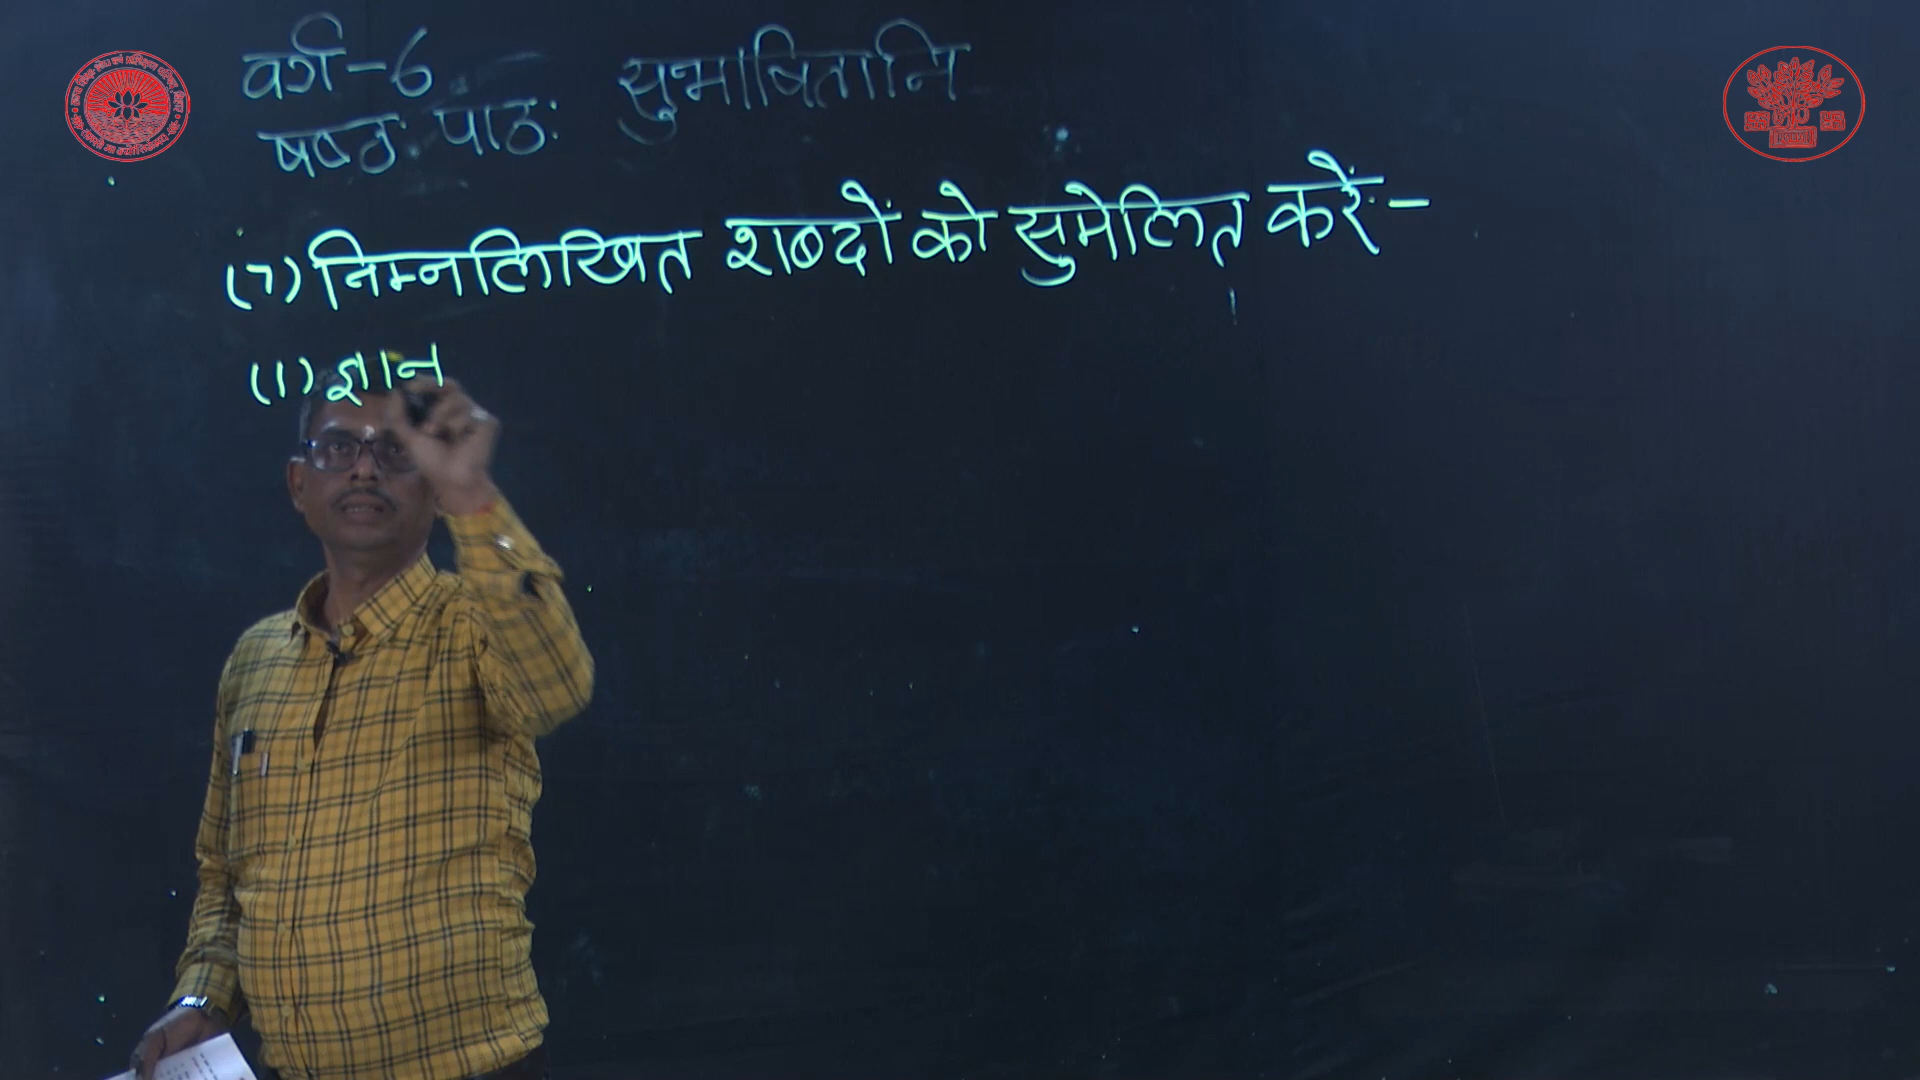 वर्ग-6
षष्ठ: पाठ: सुभाषितानि
(7) निम्नलिखित शब्दों को सुमेलित करें:-
(1) ज्ञान